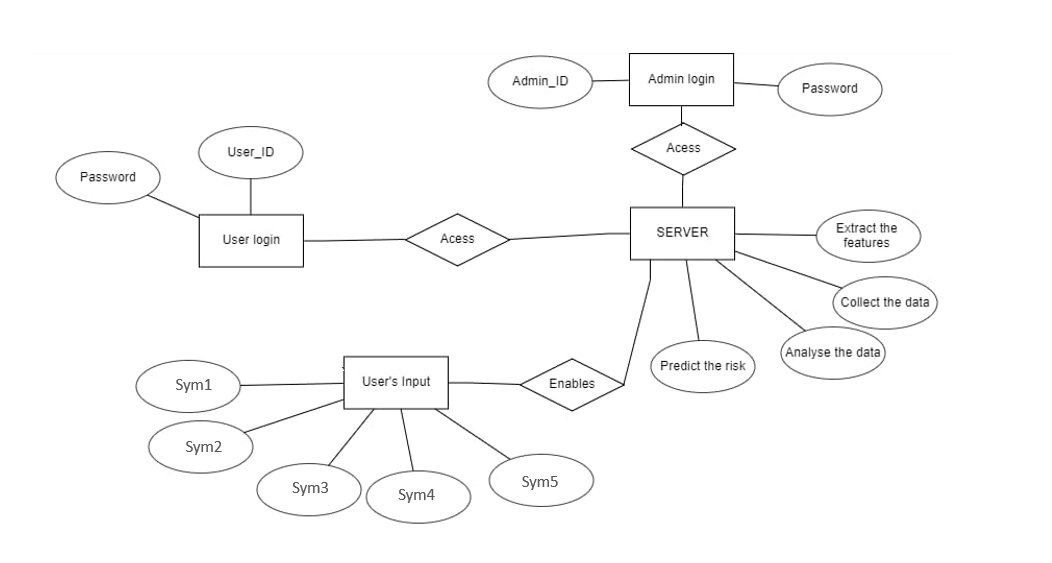 Admin_ID
Admin login
Password
Acess
User_ID
Password
User login
Acess
SERVER
Extract the
features
Collect the data
Analyse the data
Predict the risk
User's Input
Enables
Sym1
Sym2
Sym3
Sym4
Sym5